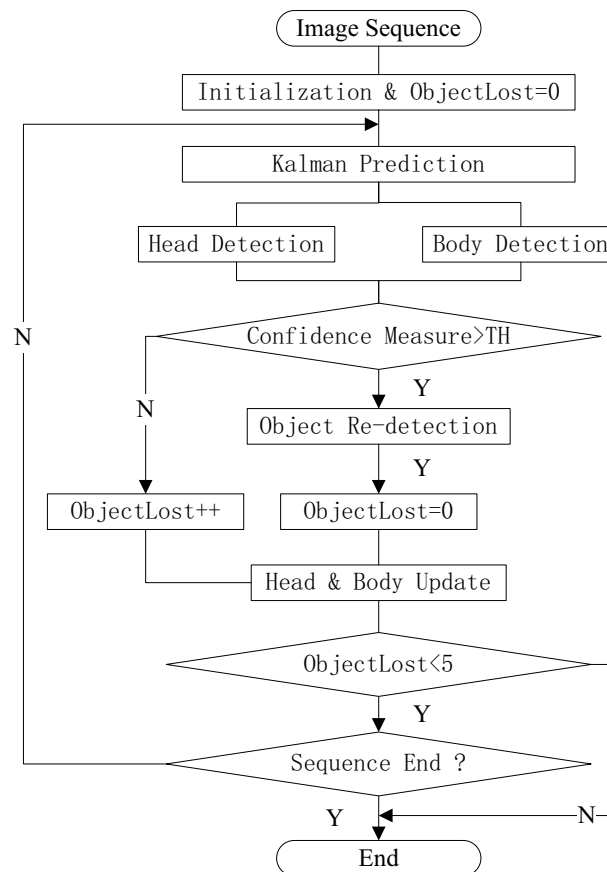 Image Sequence
Initialization & ObjectLost=0
Kalman Prediction
Head Detection
Body Detection
N
Confidence Measure>TH
Y
N
Object Re-detection
Y
ObjectLost++
ObjectLost=0
Head & Body Update
ObjectLost<5
Y
Sequence End ?
Y
N
End